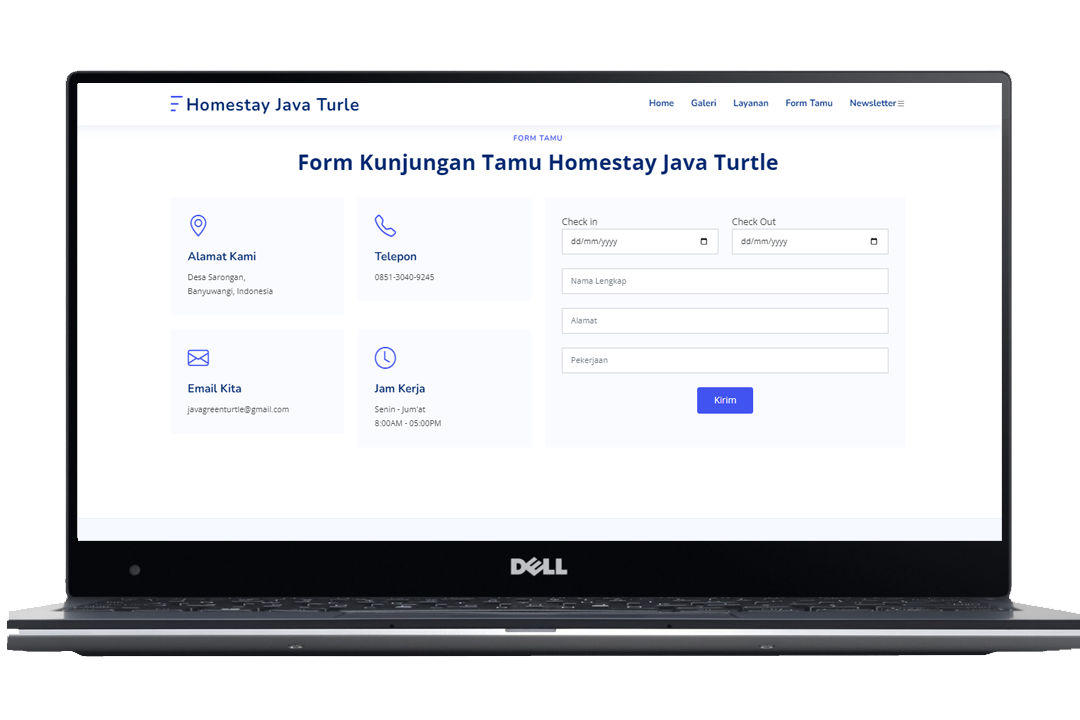 Homestay Java Turle
Home Galeri Layanan Form Tamu Newsletter
FORM TAMU
Form Kunjungan Tamu Homestay Java Turtle
Alamat Kami
Desa Sarongan,
Banyuwangi, Indonesia
Telepon
0851-3040-9245
Email Kita
javagreenturtle@gmail.com
Jam Kerja
Senin - Jum'at
8:00AM - 05:00PM
Check in
Check Out
dd/mm/yyyy
dd/mm/yyyy
Nama Lengkap
Alamat
Pekerjaan
Kirim
DELL